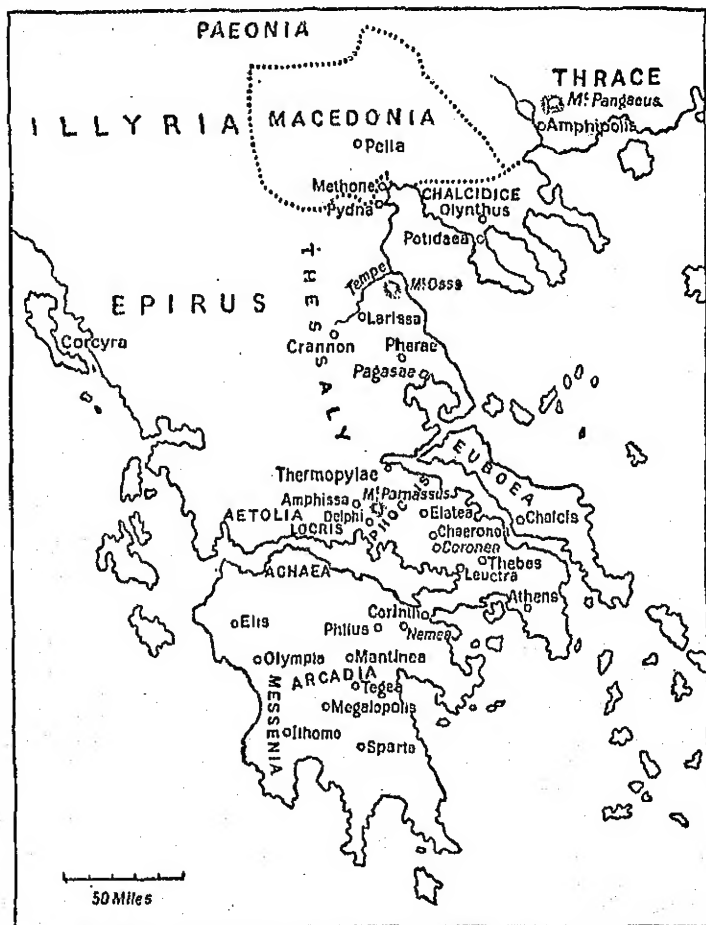 PAEONIA
THRACE
Mt. Pangaeus
ILLYRIA
MACEDONIA
Amphipolis
Pella
Methone
CHALCIDICE
Pydna
Olynthus
Potidaea
THESSALY
Tempe
Mt. Ossa
EPIRUS
Larissa
Corcyra
Crannon
Pherae
Pagasae
EUBOEA
Thermopylae
Amphissa
Mt. Parnassus
AETOLIA
Delphi
PHOCIS
Elatea
Chalcis
LOCRIS
Chaeronea
Coronea
Thebes
ACHAEA
Leuctra
Athens
Elis
Corinth
Phlius
Nemea
Olympia
Mantinea
ARCADIA
Tegea
MESSENIA
Megalopolis
Ithome
Sparta
50 Miles